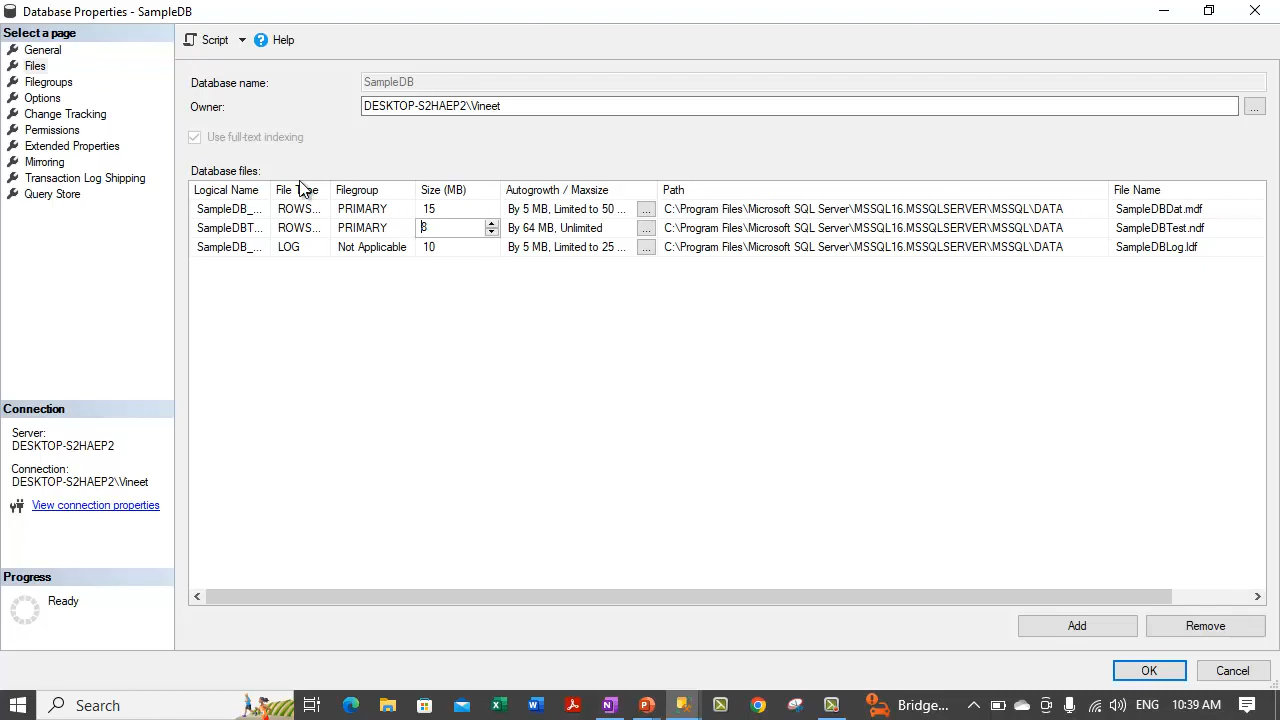 Database Properties - SampleDB
Select a page
General
Files
Filegroups
Options
Change Tracking
Permissions
Extended Properties
Mirroring
Transaction Log Shipping
Query Store
Connection
Server:
DESKTOP-S2HAEP2
Connection:
DESKTOP-S2HAEP2\Vineet
View connection properties
Progress
Ready
Script Help
Database name: SampleDB
Owner: DESKTOP-S2HAEP2\Vineet ...
Use full-text indexing
Database files:
Logical Name File Filegroup Size (MB) Autogrowth / Maxsize Path File Name
SampleDB_... ROWS... PRIMARY 15 By 5 MB, Limited to 50 ... ... C:\Program Files\Microsoft SQL Server\MSSQL16.MSSQLSERVER\MSSQL\DATA SampleDBDat.mdf
SampleDBT... ROWS... PRIMARY 8 By 64 MB, Unlimited ... C:\Program Files\Microsoft SQL Server\MSSQL16.MSSQLSERVER\MSSQL\DATA SampleDBTest.ndf
SampleDB_... LOG Not Applicable 10 By 5 MB, Limited to 25 ... ... C:\Program Files\Microsoft SQL Server\MSSQL16.MSSQLSERVER\MSSQL\DATA SampleDBLog.ldf
Add Remove
OK Cancel
Search Bridge... ENG 10:39 AM